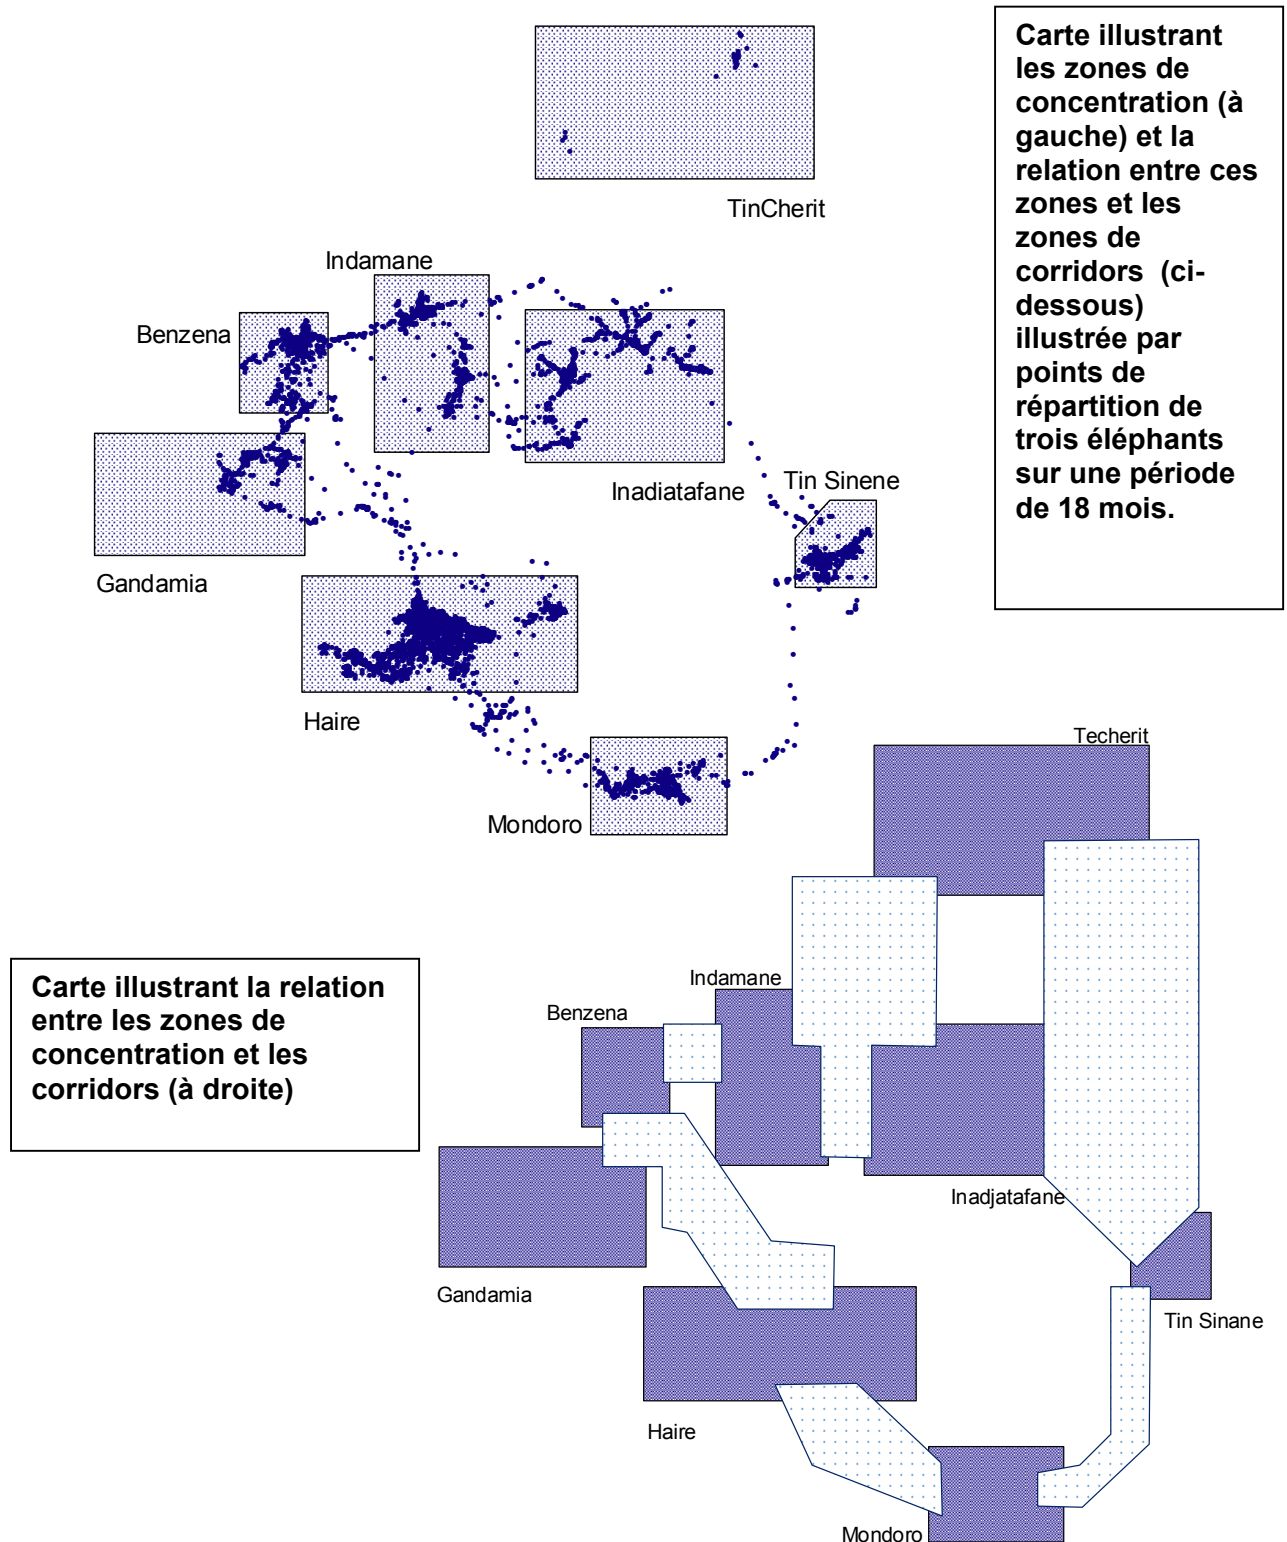 Carte illustrant
les zones de
concentration (à
gauche) et la
relation entre ces
zones et les
zones de
corridors (ci-
dessous)
illustrée par
points de
répartition de
trois éléphants
sur une période
de 18 mois.
TinCherit
Indamane
Benzena
Inadiatafane
Tin Sinene
Gandamia
Haire
Mondoro
Carte illustrant la relation
entre les zones de
concentration et les
corridors (à droite)
Techerit
Indamane
Benzena
Inadjatafane
Gandamia
Tin Sinane
Haire
Mondoro